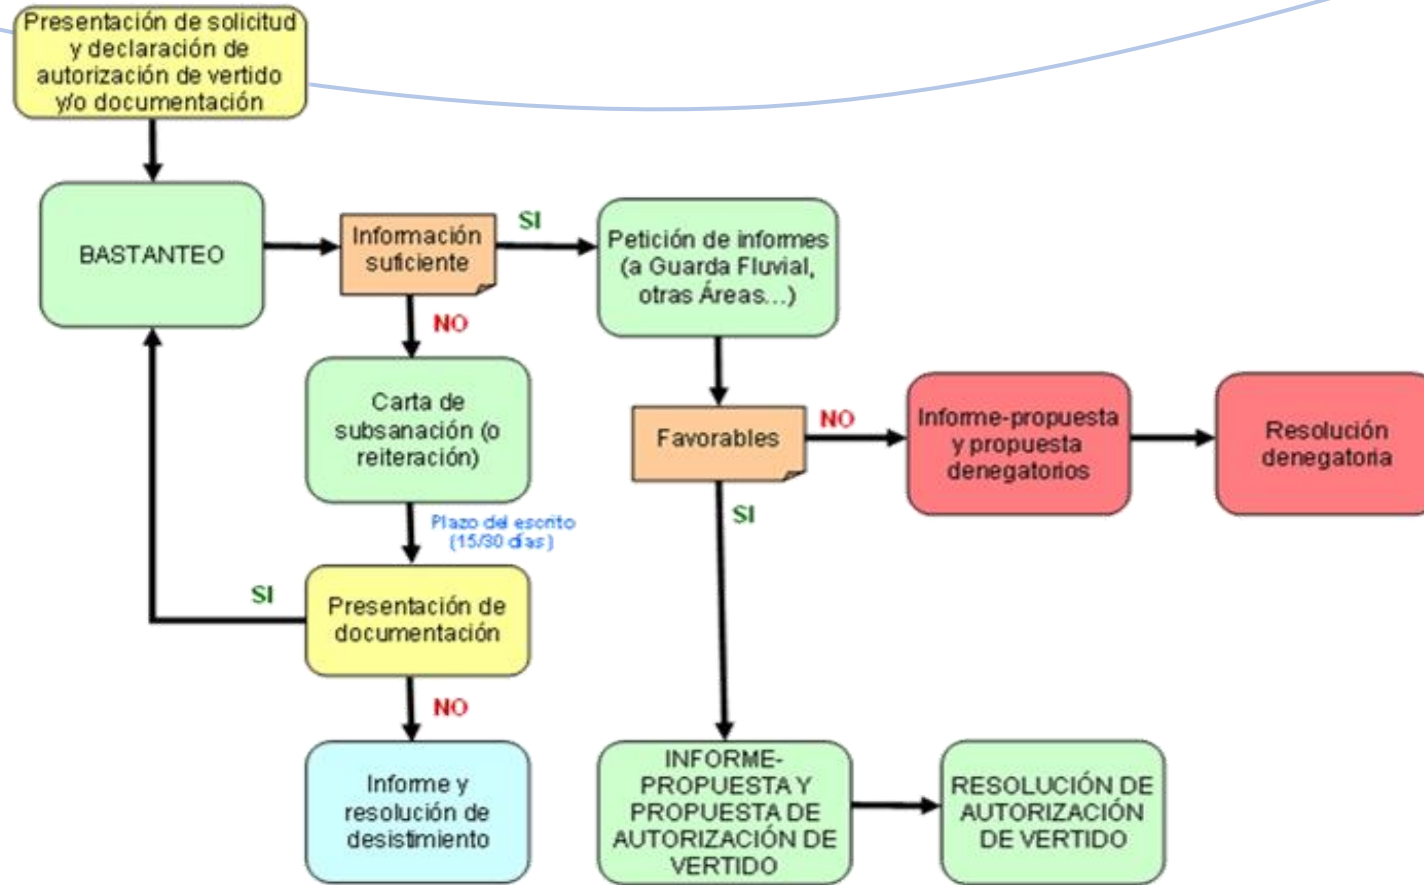 Presentación de solicitud
y declaración de
autorización de vertido
y/o documentación
BASTANTEO
Información
suficiente
SI
Petición de informes
(a Guarda Fluvial,
otras Áreas...)
NO
Carta de
subsanación (o
reiteración)
Favorables
NO
Informe-propuesta
y propuesta
denegatorios
Resolución
denegatoria
Plazo del escrito
(15/30 días)
SI
SI
Presentación de
documentación
NO
Informe y
resolución de
desistimiento
INFORME-
PROPUESTA Y
PROPUESTA DE
AUTORIZACIÓN DE
VERTIDO
RESOLUCIÓN DE
AUTORIZACIÓN
DE VERTIDO